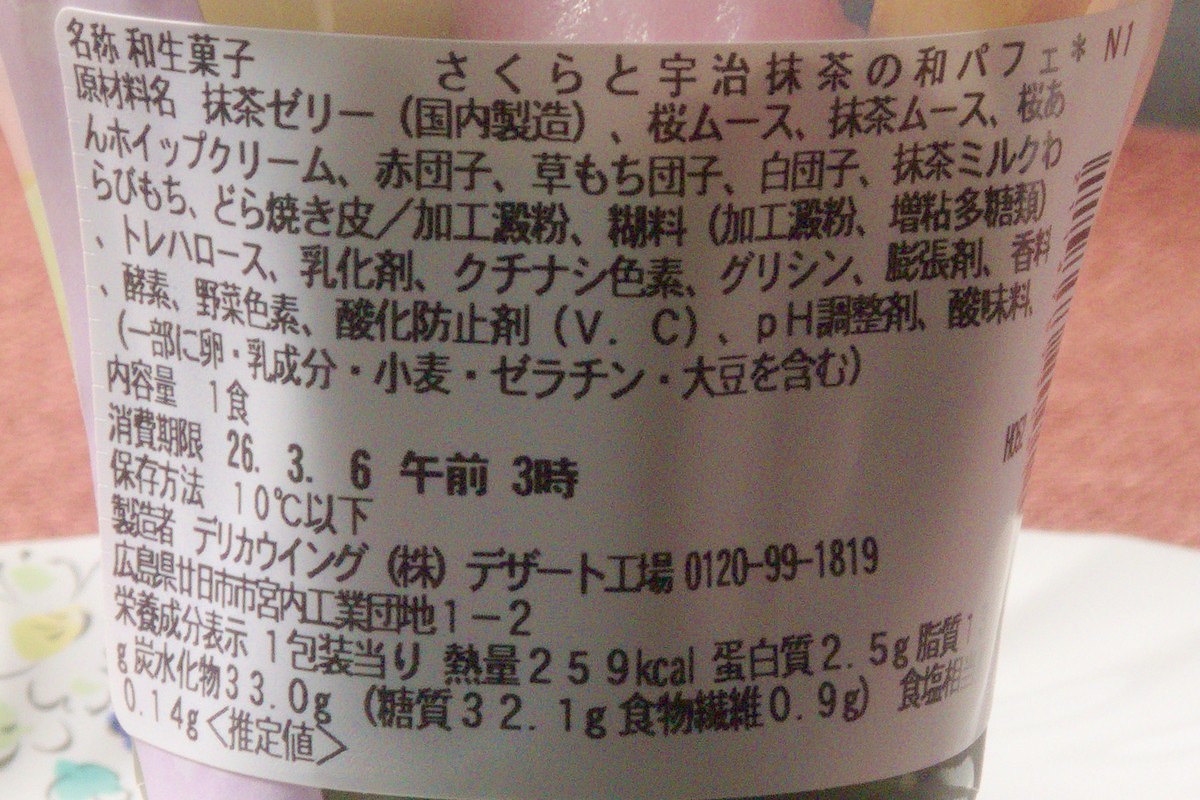 名称 和生菓子 さくらと宇治抹茶の和パフェ* N1
原材料名 抹茶ゼリー（国内製造）、桜ムース、抹茶ムース、桜あ
んホイップクリーム、赤団子、草もち団子、白団子、抹茶ミルクわ
らびもち、どら焼き皮／加工澱粉、糊料（加工澱粉、増粘多糖類）
、トレハロース、乳化剤、クチナシ色素、グリシン、膨張剤、香料
、酵素、野菜色素、酸化防止剤（V．C）、pH調整剤、酸味料、
（一部に卵・乳成分・小麦・ゼラチン・大豆を含む）
内容量 1食
消費期限 26. 3. 6 午前 3時
保存方法 10℃以下
製造者 デリカウイング（株）デザート工場 0120-99-1819
広島県廿日市市宮内工業団地1－2
栄養成分表示 1包装当り 熱量259kcal 蛋白質2.5g 脂質1
g 炭水化物33.0g（糖質32.1g 食物繊維0.9g）食塩相当
0.14g＜推定値＞